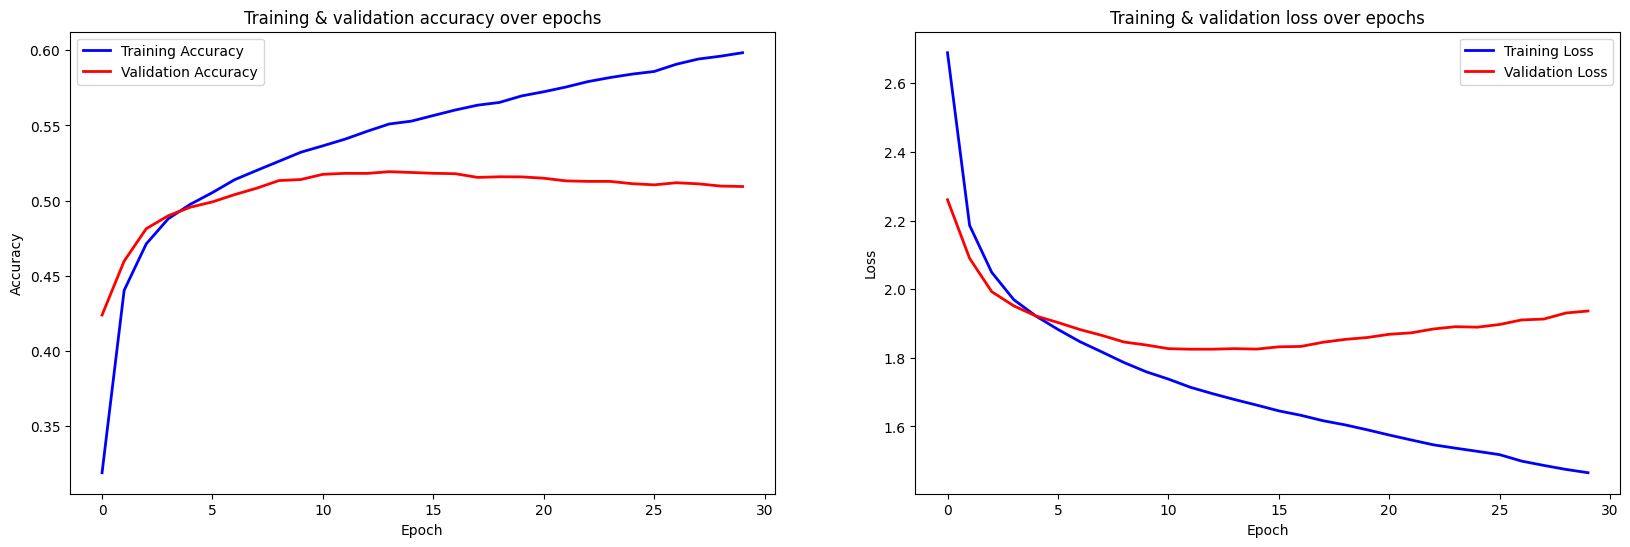 Training & validation accuracy over epochs
Training Accuracy
Validation Accuracy
0.60
0.55
0.50
0.45
0.40
0.35
Accuracy
0 5 10 15 20 25 30
Epoch
Training & validation loss over epochs
Training Loss
Validation Loss
2.6
2.4
2.2
2.0
1.8
1.6
Loss
0 5 10 15 20 25 30
Epoch